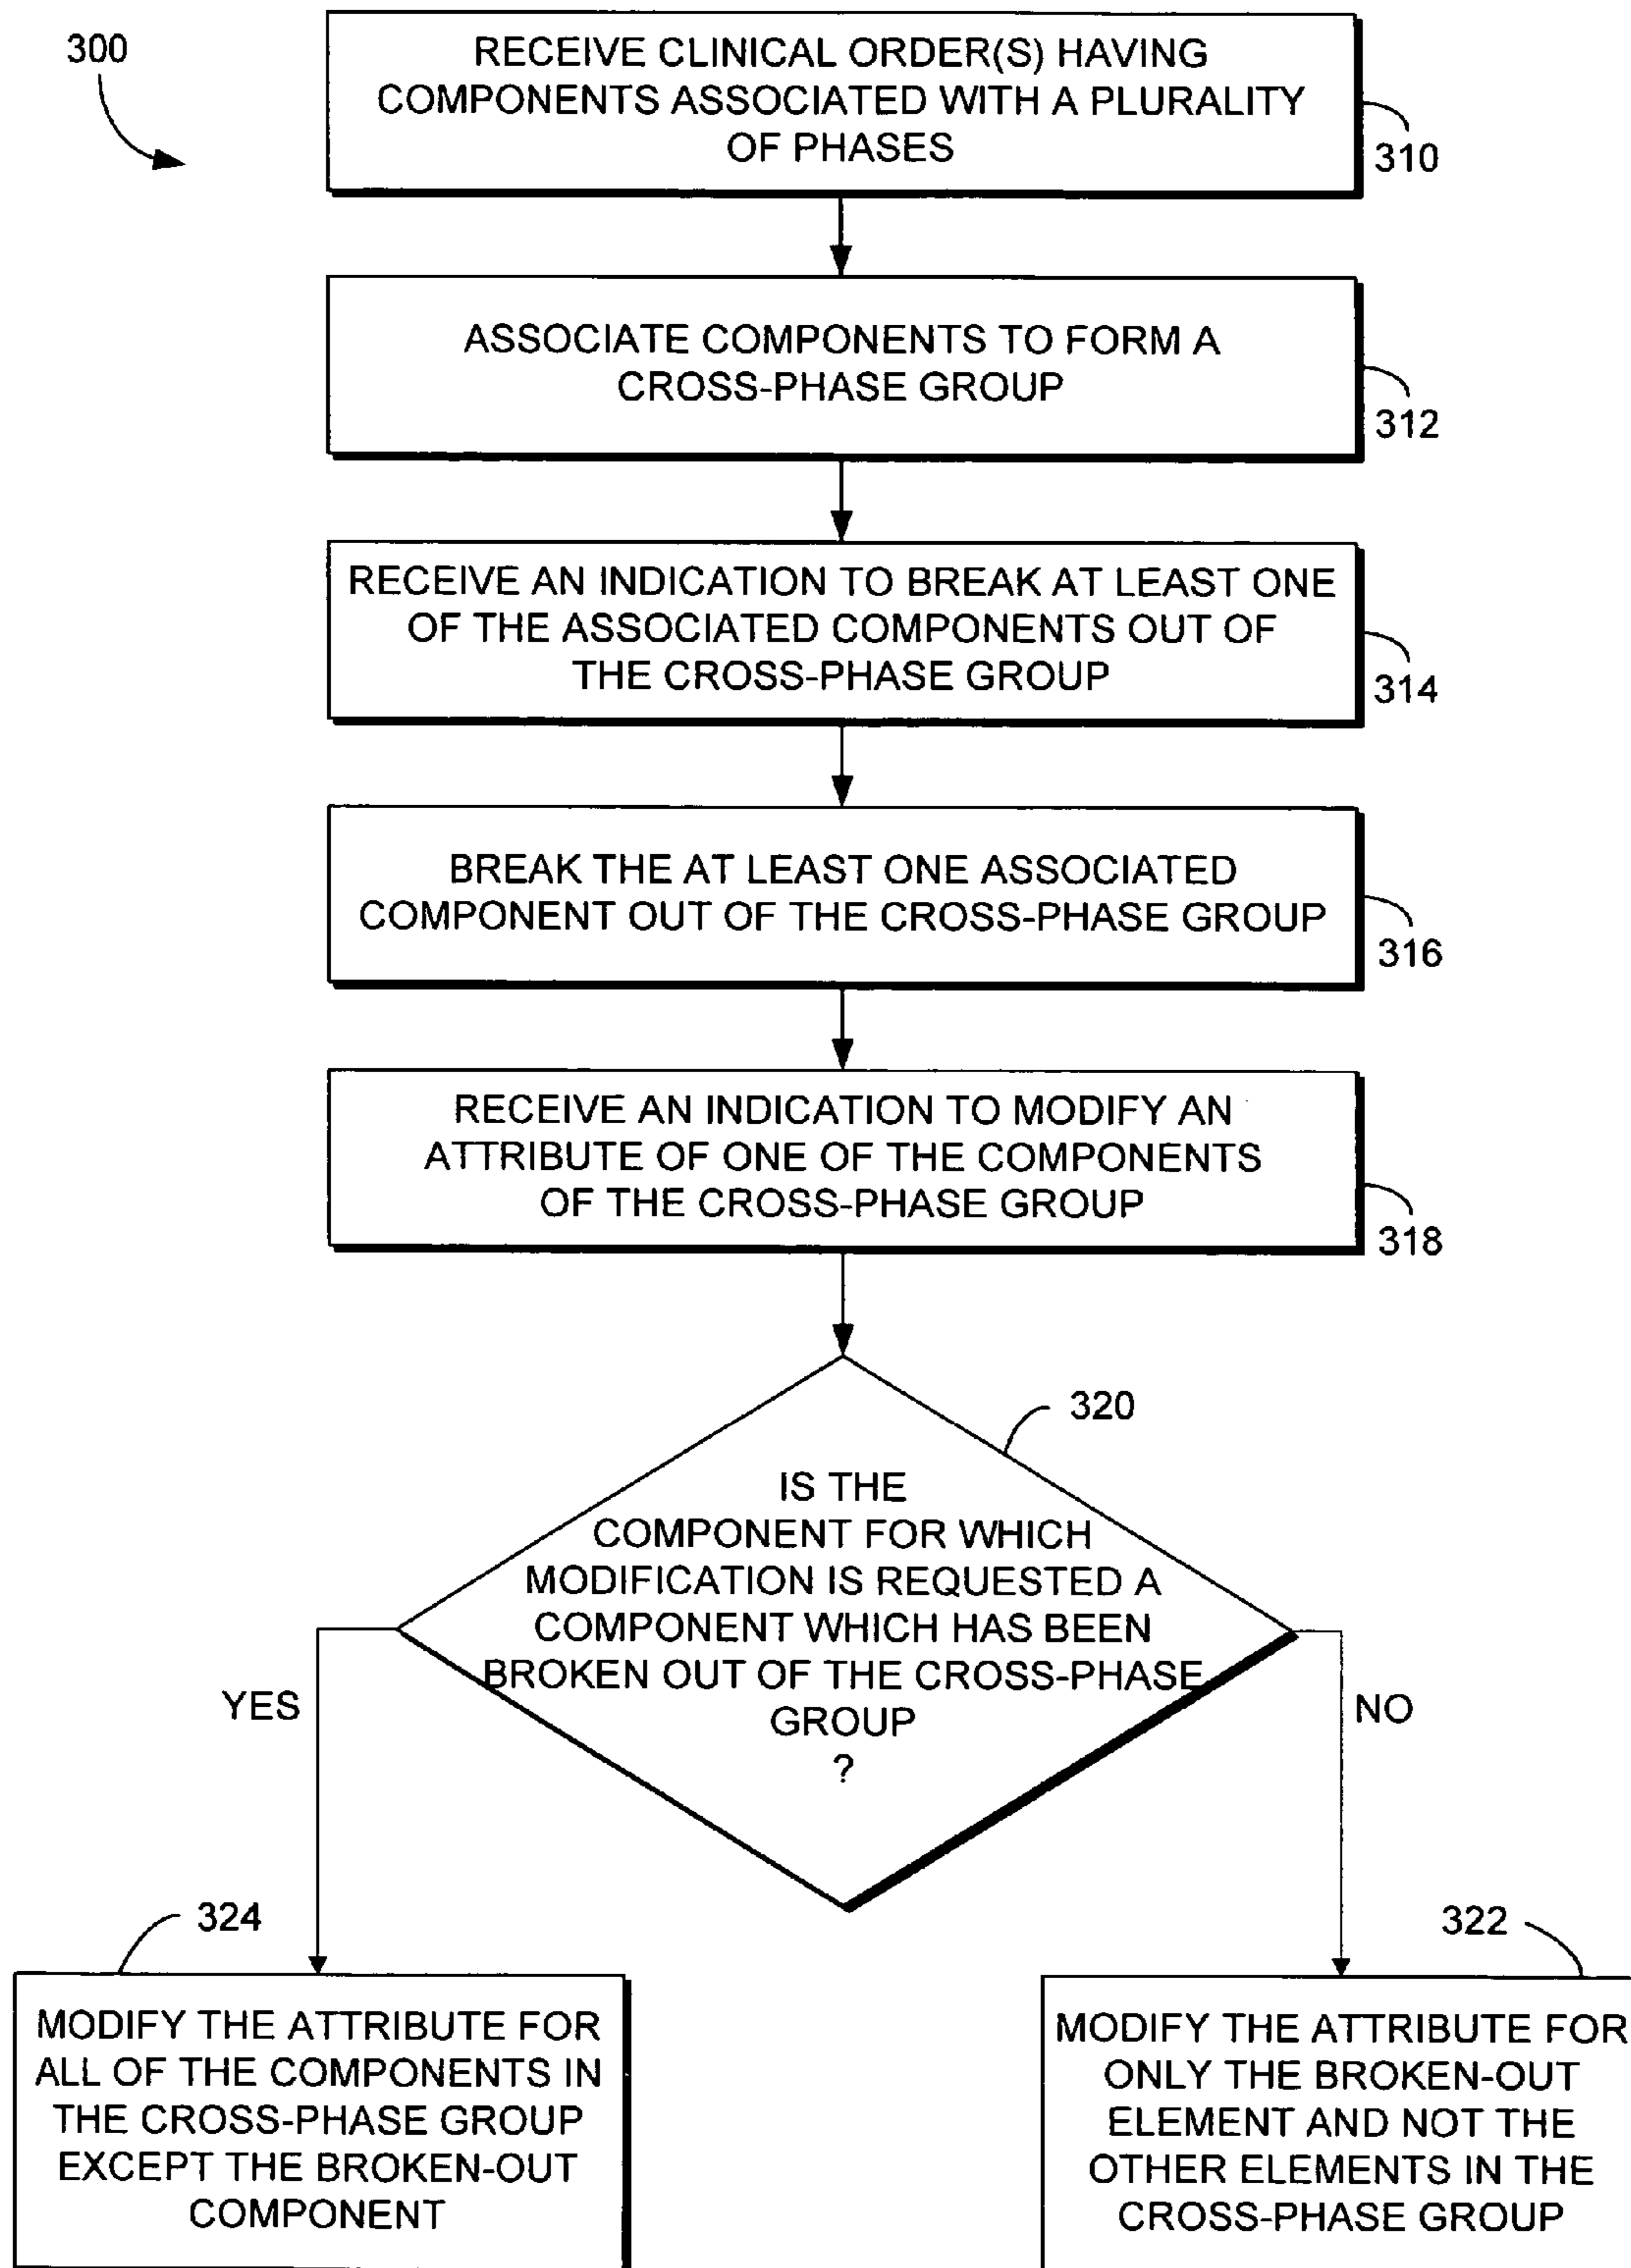 300
RECEIVE CLINICAL ORDER(S) HAVING
COMPONENTS ASSOCIATED WITH A PLURALITY
OF PHASES
310
ASSOCIATE COMPONENTS TO FORM A
CROSS-PHASE GROUP
312
RECEIVE AN INDICATION TO BREAK AT LEAST ONE
OF THE ASSOCIATED COMPONENTS OUT OF
THE CROSS-PHASE GROUP
314
BREAK THE AT LEAST ONE ASSOCIATED
COMPONENT OUT OF THE CROSS-PHASE GROUP
316
RECEIVE AN INDICATION TO MODIFY AN
ATTRIBUTE OF ONE OF THE COMPONENTS
OF THE CROSS-PHASE GROUP
318
320
IS THE
COMPONENT FOR WHICH
MODIFICATION IS REQUESTED A
COMPONENT WHICH HAS BEEN
BROKEN OUT OF THE CROSS-PHASE
GROUP
?
YES
NO
324
MODIFY THE ATTRIBUTE FOR
ALL OF THE COMPONENTS IN
THE CROSS-PHASE GROUP
EXCEPT THE BROKEN-OUT
COMPONENT
322
MODIFY THE ATTRIBUTE FOR
ONLY THE BROKEN-OUT
ELEMENT AND NOT THE
OTHER ELEMENTS IN THE
CROSS-PHASE GROUP